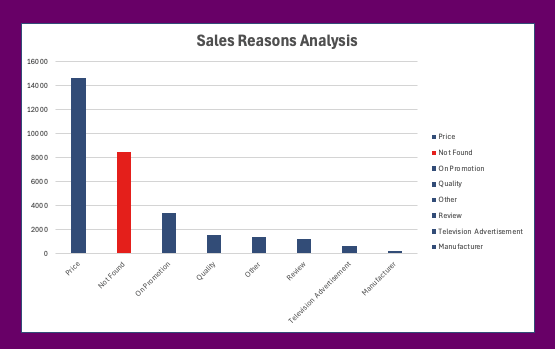 Sales Reasons Analysis
16000
14000
12000
10000
8000
6000
4000
2000
0
Price
Not Found
On Promotion
Quality
Other
Review
Television Advertisement
Manufacturer
Price
Not Found
On Promotion
Quality
Other
Review
Television Advertisement
Manufacturer